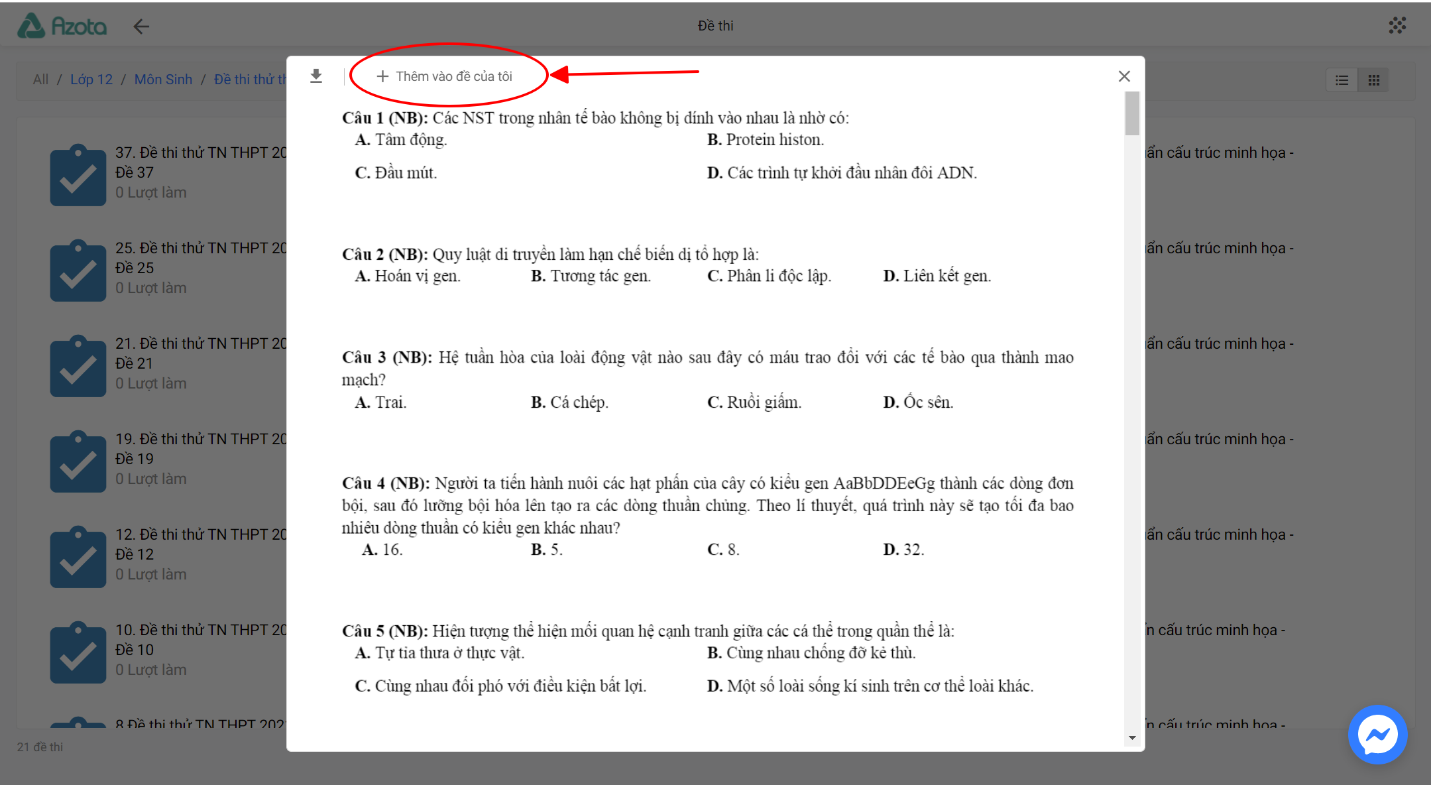 Azota
Đề thi
All / Lớp 12 / Môn Sinh / Đề thi thử th
+ Thêm vào đề của tôi
Câu 1 (NB): Các NST trong nhân tế bào không bị dính vào nhau là nhờ có:
A. Tâm động. B. Protein histon.
C. Đầu mút. D. Các trình tự khởi đầu nhân đôi ADN.
Câu 2 (NB): Quy luật di truyền làm hạn chế biến dị tổ hợp là:
A. Hoán vị gen. B. Tương tác gen. C. Phân li độc lập. D. Liên kết gen.
Câu 3 (NB): Hệ tuần hòa của loài động vật nào sau đây có máu trao đổi với các tế bào qua thành mao
mạch?
A. Trai. B. Cá chép. C. Ruồi giấm. D. Ốc sên.
Câu 4 (NB): Người ta tiến hành nuôi các hạt phấn của cây có kiểu gen AaBbDDEeGg thành các dòng đơn
bội, sau đó lưỡng bội hóa lên tạo ra các dòng thuần chủng. Theo lí thuyết, quá trình này sẽ tạo tối đa bao
nhiêu dòng thuần có kiểu gen khác nhau?
A. 16. B. 5. C. 8. D. 32.
Câu 5 (NB): Hiện tượng thể hiện mối quan hệ cạnh tranh giữa các cá thể trong quần thể là:
A. Tự tỉa thưa ở thực vật. B. Cùng nhau chống đỡ kẻ thù.
C. Cùng nhau đối phó với điều kiện bất lợi. D. Một số loài sống kí sinh trên cơ thể loài khác.
37. Đề thi thử TN THPT 20
Đề 37
0 Lượt làm
25. Đề thi thử TN THPT 20
Đề 25
0 Lượt làm
21. Đề thi thử TN THPT 20
Đề 21
0 Lượt làm
19. Đề thi thử TN THPT 20
Đề 19
0 Lượt làm
12. Đề thi thử TN THPT 20
Đề 12
0 Lượt làm
10. Đề thi thử TN THPT 20
Đề 10
0 Lượt làm
8 Đề thi thử TN THPT 202
cấu trúc minh họa -
cấu trúc minh họa -
cấu trúc minh họa -
cấu trúc minh họa -
cấu trúc minh họa -
cấu trúc minh họa -
cấu trúc minh họa -
21 đề thi